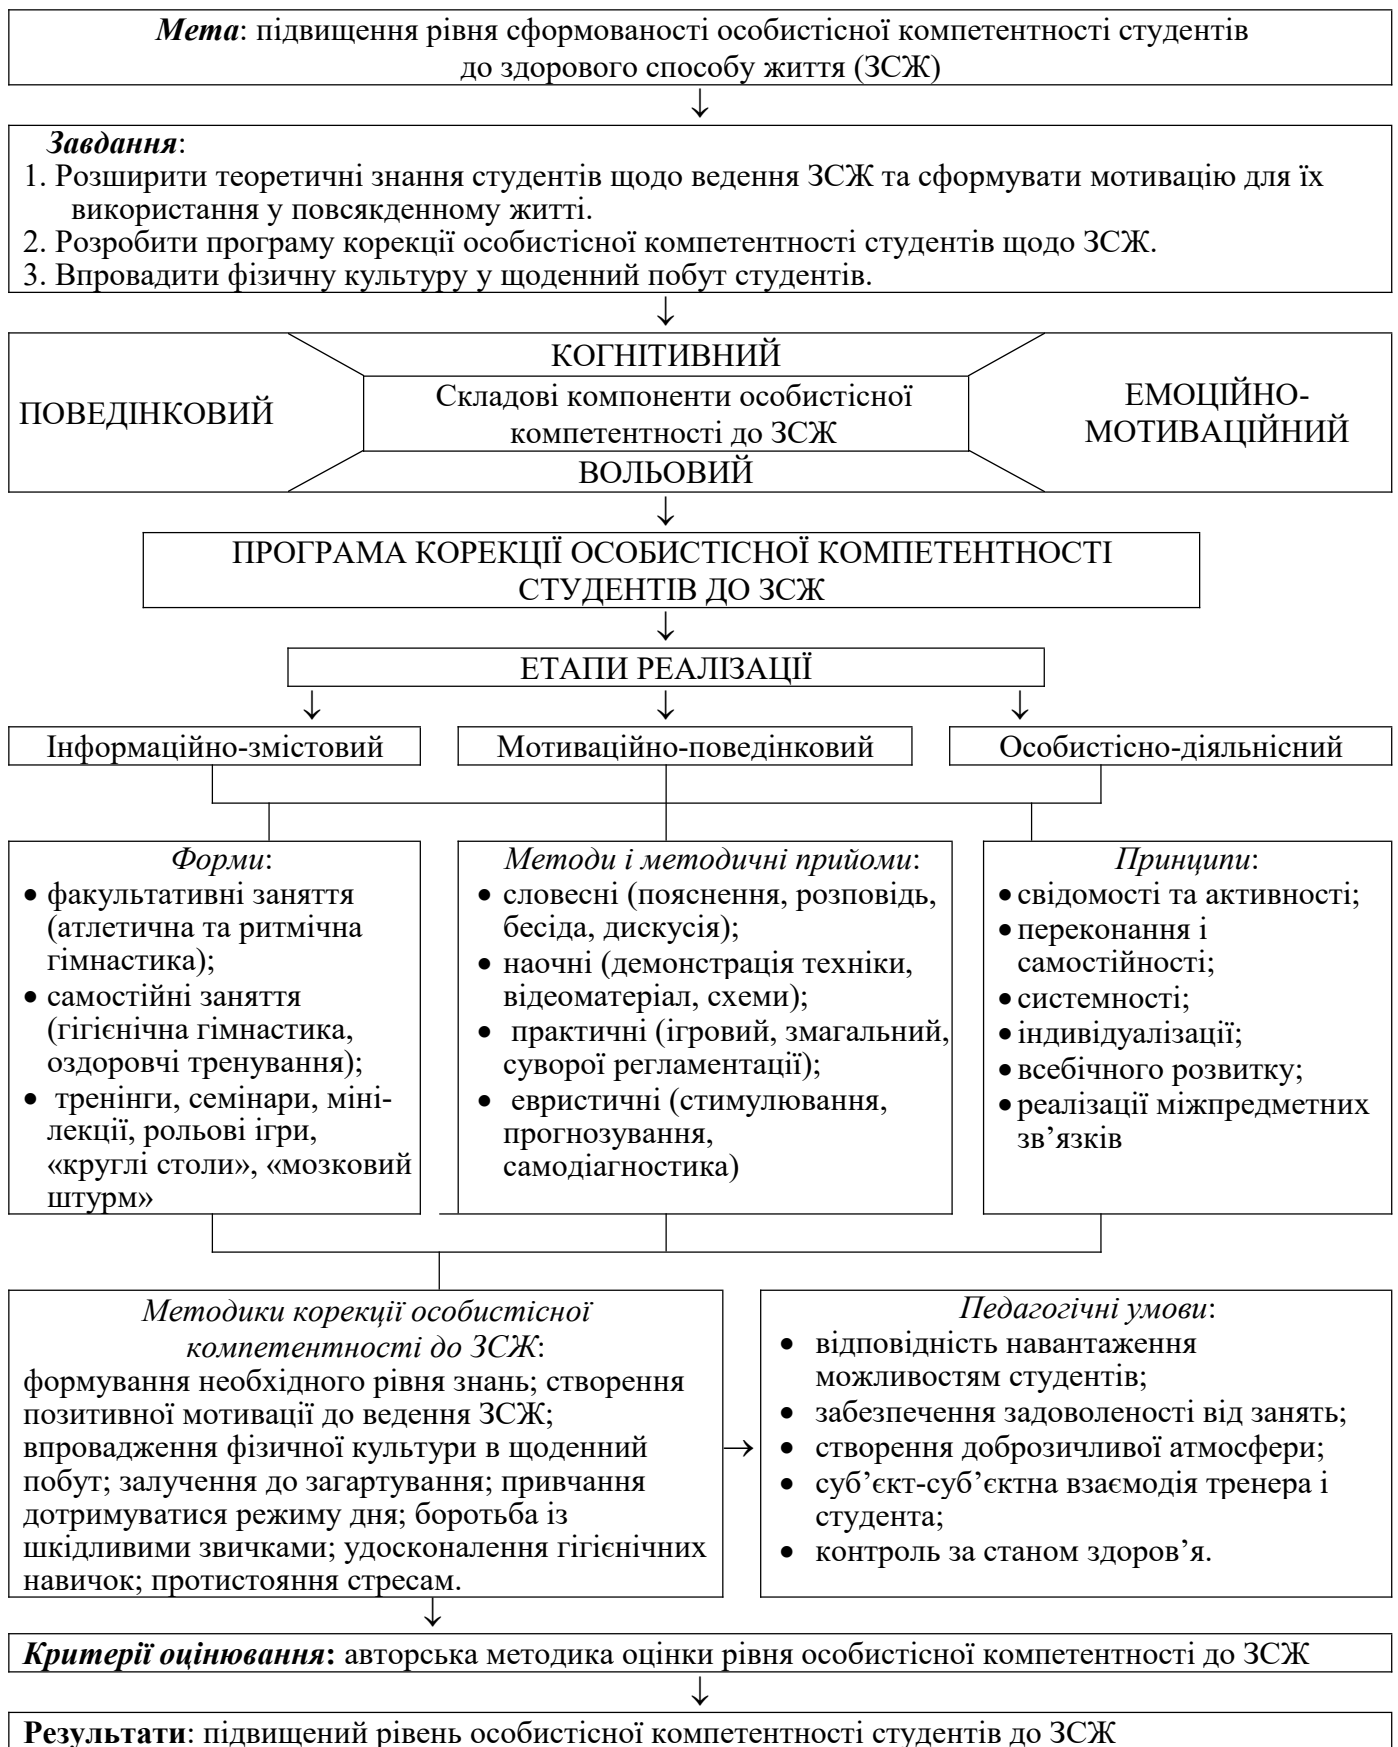 Мета: підвищення рівня сформованості особистісної компетентності студентів
до здорового способу життя (ЗСЖ)
↓
Завдання:
1. Розширити теоретичні знання студентів щодо ведення ЗСЖ та сформувати мотивацію для їх
використання у повсякденному житті.
2. Розробити програму корекції особистісної компетентності студентів щодо ЗСЖ.
3. Впровадити фізичну культуру у щоденний побут студентів.
↓
КОГНІТИВНИЙ
ПОВЕДІНКОВИЙ
Складові компоненти особистісної
компетентності до ЗСЖ
ЕМОЦІЙНО-
МОТИВАЦІЙНИЙ
ВОЛЬОВИЙ
↓
ПРОГРАМА КОРЕКЦІЇ ОСОБИСТІСНОЇ КОМПЕТЕНТНОСТІ
СТУДЕНТІВ ДО ЗСЖ
↓
ЕТАПИ РЕАЛІЗАЦІЇ
↓ ↓ ↓
Інформаційно-змістовий
Мотиваційно-поведінковий
Особистісно-діяльнісний
Форми:
• факультативні заняття
(атлетична та ритмічна
гімнастика);
• самостійні заняття
(гігієнічна гімнастика,
оздоровчі тренування);
• тренінги, семінари, міні-
лекції, рольові ігри,
«круглі столи», «мозковий
штурм»
Методи і методичні прийоми:
• словесні (пояснення, розповідь,
бесіда, дискусія);
• наочні (демонстрація техніки,
відеоматеріал, схеми);
• практичні (ігровий, змагальний,
суворої регламентації);
• евристичні (стимулювання,
прогнозування,
самодіагностика)
Принципи:
• свідомості та активності;
• переконання і
самостійності;
• системності;
• індивідуалізації;
• всебічного розвитку;
• реалізації міжпредметних
зв’язків
Методики корекції особистісної
компетентності до ЗСЖ:
формування необхідного рівня знань; створення
позитивної мотивації до ведення ЗСЖ;
впровадження фізичної культури в щоденний
побут; залучення до загартування; привчання
дотримуватися режиму дня; боротьба із
шкідливими звичками; удосконалення гігієнічних
навичок; протистояння стресам.
→
Педагогічні умови:
• відповідність навантаження
можливостям студентів;
• забезпечення задоволеності від занять;
• створення доброзичливої атмосфери;
• суб’єкт-суб’єктна взаємодія тренера і
студента;
• контроль за станом здоров’я.
↓
Критерії оцінювання: авторська методика оцінки рівня особистісної компетентності до ЗСЖ
↓
Результати: підвищений рівень особистісної компетентності студентів до ЗСЖ